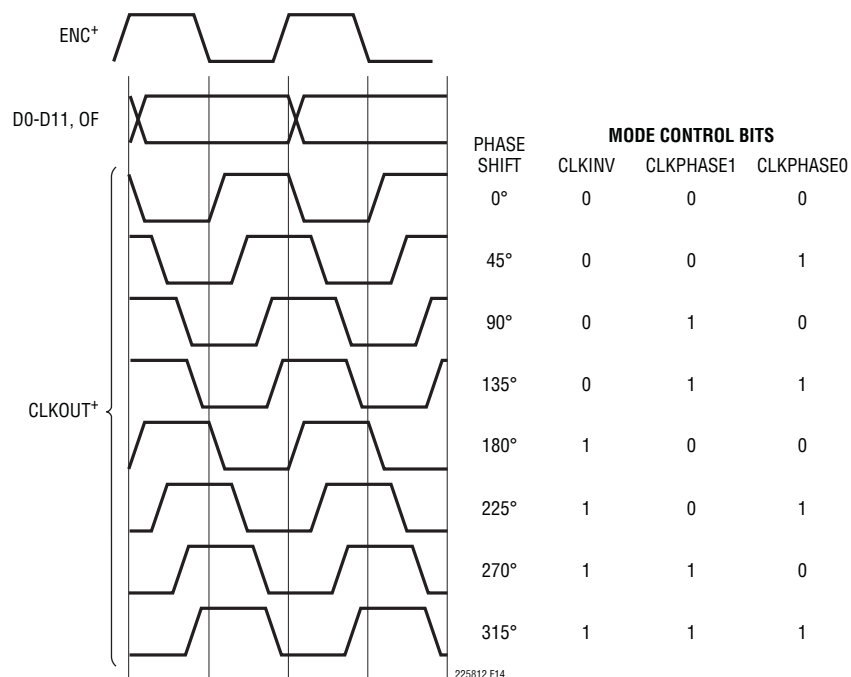 ENC+
D0-D11, OF
CLKOUT+
PHASE SHIFT
MODE CONTROL BITS
CLKINV CLKPHASE1 CLKPHASE0
0° 0 0 0
45° 0 0 1
90° 0 1 0
135° 0 1 1
180° 1 0 0
225° 1 0 1
270° 1 1 0
315° 1 1 1
225812 F14